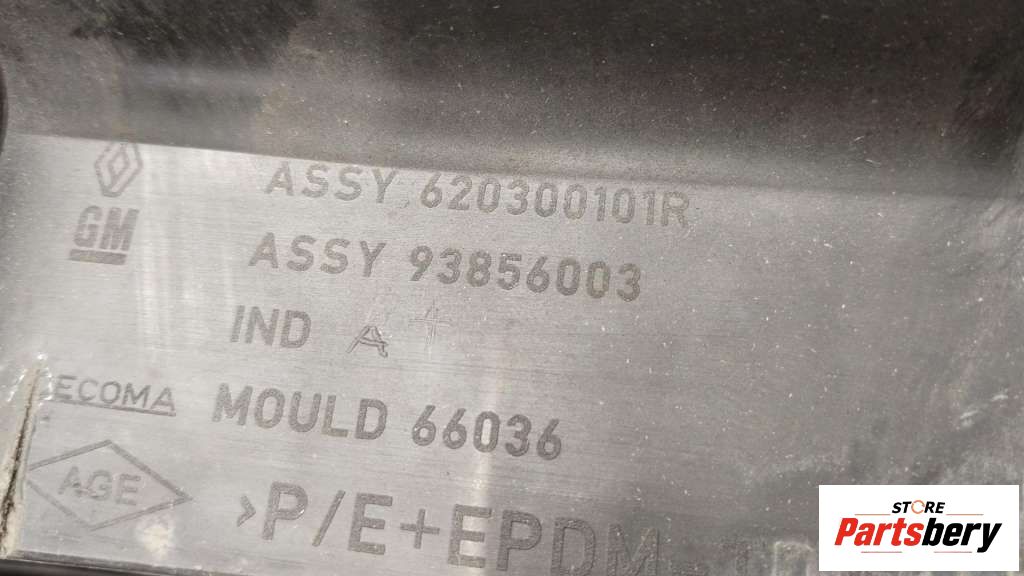 ASSY 620300101R
GM
ASSY 93856003
IND A +
ECOMA MOULD 66036
AGE
>P/E+EPDM-T
STORE
Partsbery